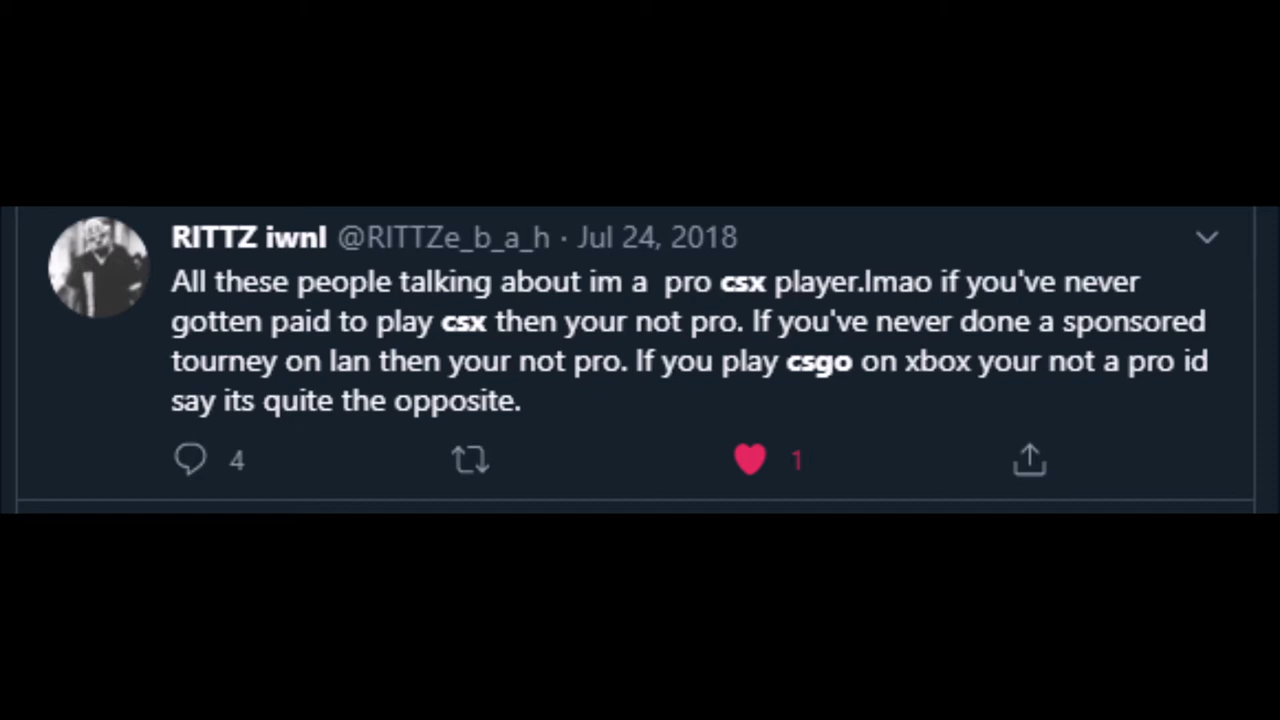 RITTZ iwnl @RITTZe_b_a_h · Jul 24, 2018
All these people talking about im a  pro csx player.lmao if you've never
gotten paid to play csx then your not pro. If you've never done a sponsored
tourney on lan then your not pro. If you play csgo on xbox your not a pro id
say its quite the opposite.
4 1